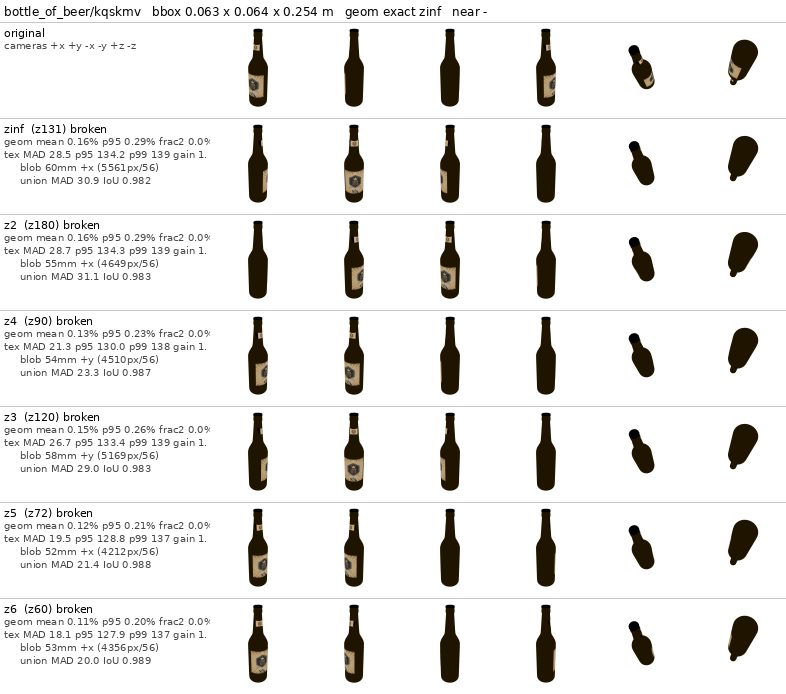 bottle_of_beer/kqskmv bbox 0.063 x 0.064 x 0.254 m geom exact zinf near -
original
cameras +x +y -x -y +z -z
zinf (z131) broken
geom mean 0.16% p95 0.29% frac2 0.0%
tex MAD 28.5 p95 134.2 p99 139 gain 1.
blob 60mm +x (5561px/56)
union MAD 30.9 IoU 0.982
z2 (z180) broken
geom mean 0.16% p95 0.29% frac2 0.0%
tex MAD 28.7 p95 134.3 p99 139 gain 1.
blob 55mm +x (4649px/56)
union MAD 31.1 IoU 0.983
z4 (z90) broken
geom mean 0.13% p95 0.23% frac2 0.0%
tex MAD 21.3 p95 130.0 p99 138 gain 1.
blob 54mm +y (4510px/56)
union MAD 23.3 IoU 0.987
z3 (z120) broken
geom mean 0.15% p95 0.26% frac2 0.0%
tex MAD 26.7 p95 133.4 p99 139 gain 1.
blob 58mm +y (5169px/56)
union MAD 29.0 IoU 0.983
z5 (z72) broken
geom mean 0.12% p95 0.21% frac2 0.0%
tex MAD 19.5 p95 128.8 p99 137 gain 1.
blob 52mm +x (4212px/56)
union MAD 21.4 IoU 0.988
z6 (z60) broken
geom mean 0.11% p95 0.20% frac2 0.0%
tex MAD 18.1 p95 127.9 p99 137 gain 1.
blob 53mm +x (4356px/56)
union MAD 20.0 IoU 0.989